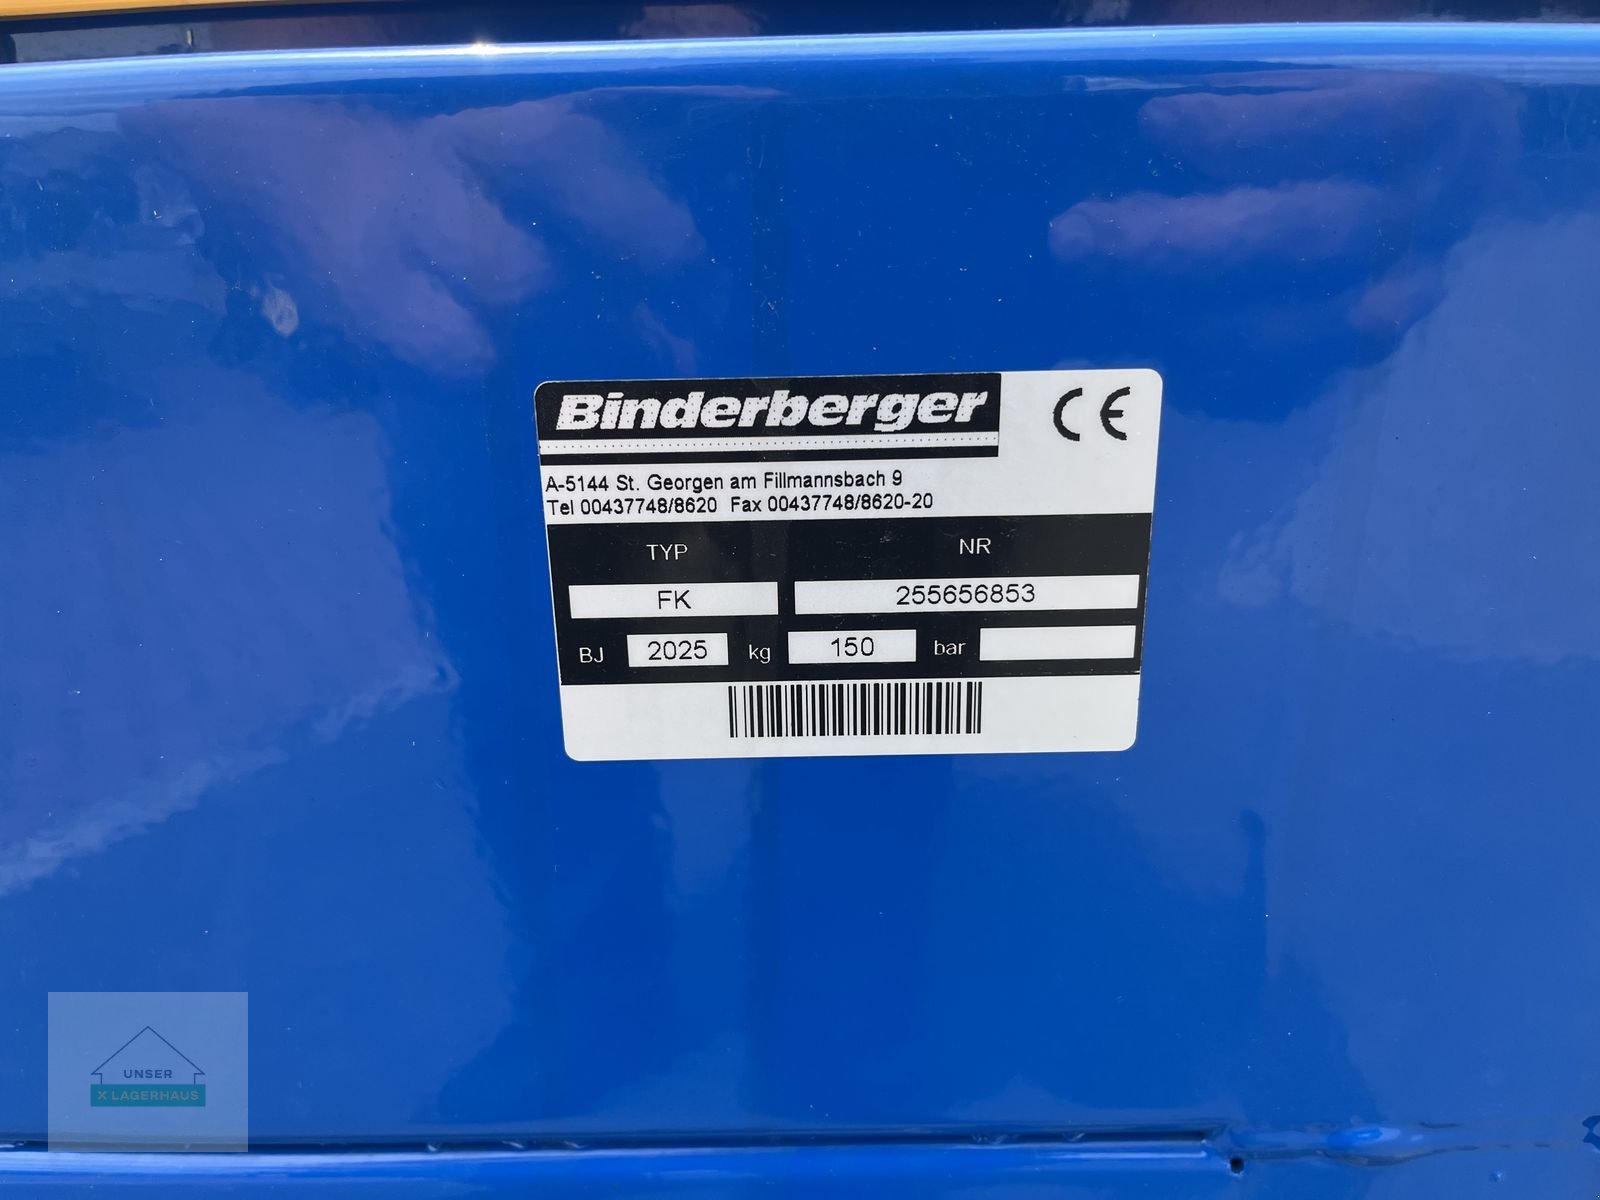 Binderberger
CE
A-5144 St. Georgen am Fillmannsbach 9
Tel 00437748/8620 Fax 00437748/8620-20
TYP NR
FK 255656853
BJ 2025 kg 150 bar
UNSER
X LAGERHAUS